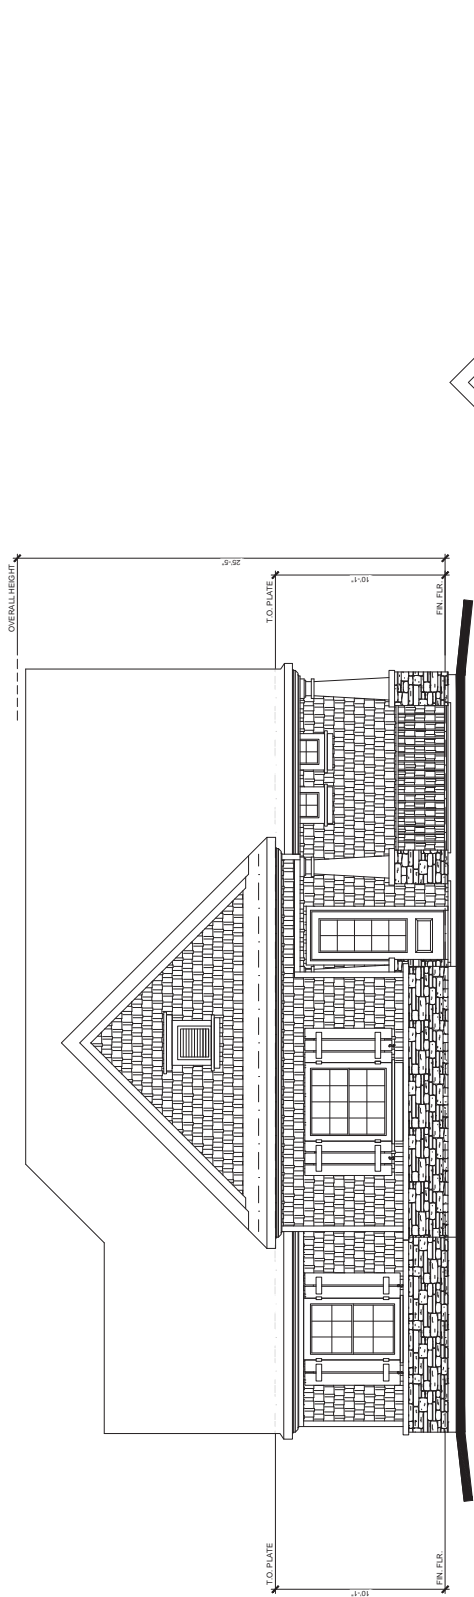 OVERALL HEIGHT
25'-5"
T.O. PLATE
10'-1"
FIN. FLR.
T.O. PLATE
10'-1"
FIN. FLR.